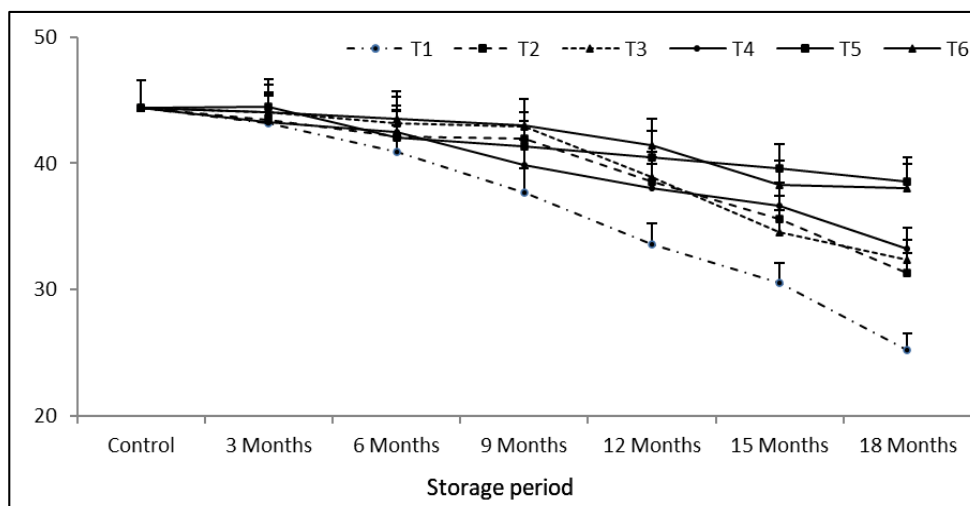 50
T1 T2 T3 T4 T5 T6
40
30
20
Control 3 Months 6 Months 9 Months 12 Months 15 Months 18 Months
Storage period